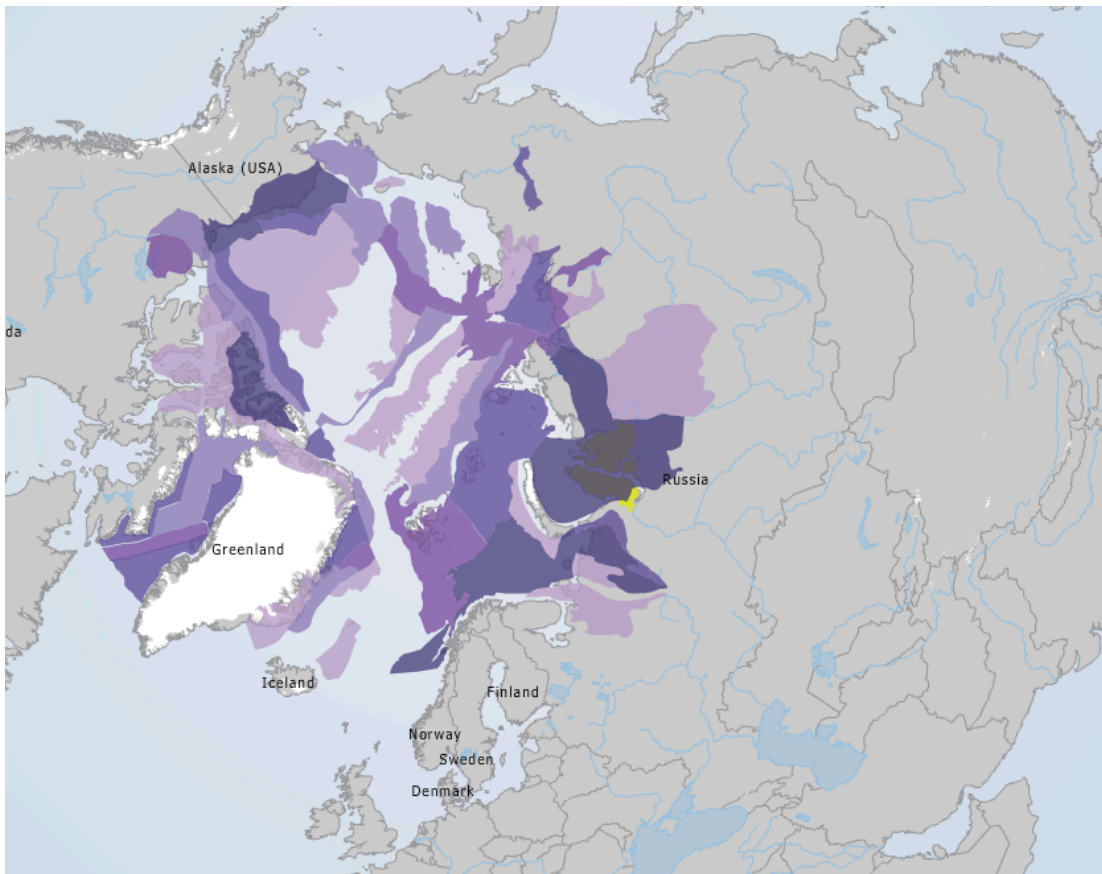 Alaska (USA)
da
Russia
Greenland
Iceland
Finland
Norway
Sweden
Denmark